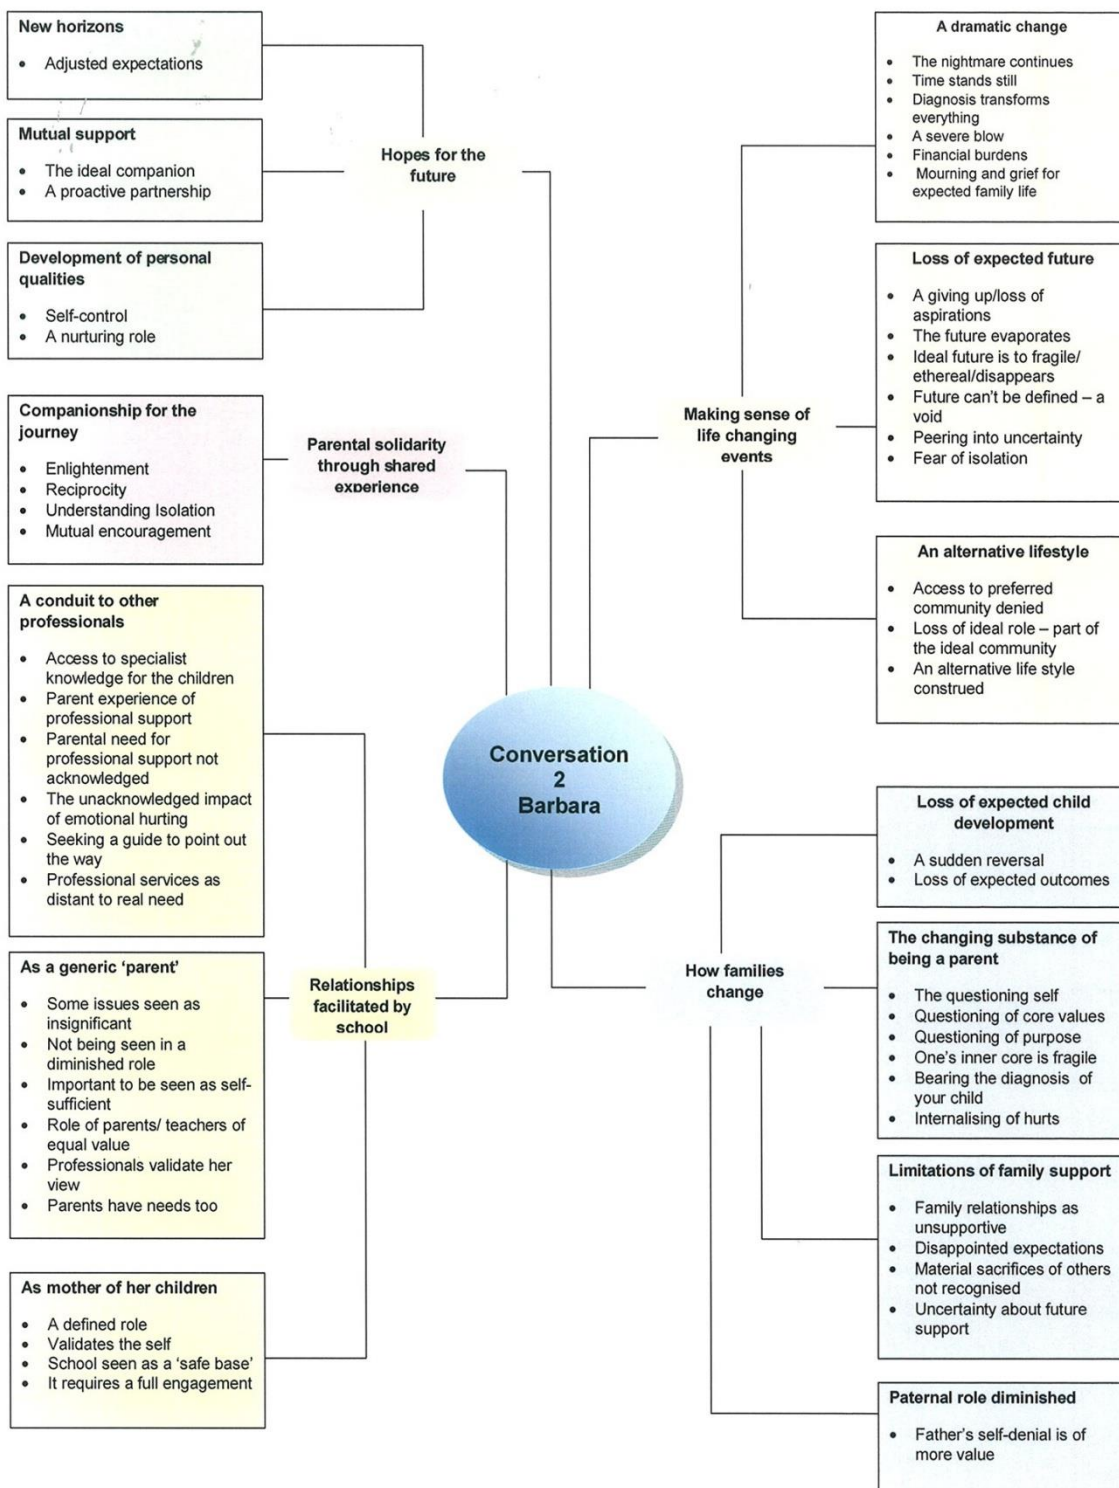 New horizons
• Adjusted expectations
Mutual support
• The ideal companion
• A proactive partnership
Development of personal
qualities
• Self-control
• A nurturing role
Hopes for the
future
Companionship for the
journey
• Enlightenment
• Reciprocity
• Understanding Isolation
• Mutual encouragement
Parental solidarity
through shared
experience
A conduit to other
professionals
• Access to specialist
knowledge for the children
• Parent experience of
professional support
• Parental need for
professional support not
acknowledged
• The unacknowledged impact
of emotional hurting
• Seeking a guide to point out
the way
• Professional services as
distant to real need
As a generic ‘parent’
• Some issues seen as
insignificant
• Not being seen in a
diminished role
• Important to be seen as self-
sufficient
• Role of parents/ teachers of
equal value
• Professionals validate her
view
• Parents have needs too
As mother of her children
• A defined role
• Validates the self
• School seen as a ‘safe base’
• It requires a full engagement
Relationships
facilitated by
school
Conversation
2
Barbara
A dramatic change
• The nightmare continues
• Time stands still
• Diagnosis transforms
everything
• A severe blow
• Financial burdens
• Mourning and grief for
expected family life
Loss of expected future
• A giving up/loss of
aspirations
• The future evaporates
• Ideal future is to fragile/
ethereal/disappears
• Future can’t be defined – a
void
• Peering into uncertainty
• Fear of isolation
An alternative lifestyle
• Access to preferred
community denied
• Loss of ideal role – part of
the ideal community
• An alternative life style
construed
Making sense of
life changing
events
Loss of expected child
development
• A sudden reversal
• Loss of expected outcomes
The changing substance of
being a parent
• The questioning self
• Questioning of core values
• Questioning of purpose
• One’s inner core is fragile
• Bearing the diagnosis of
your child
• Internalising of hurts
Limitations of family support
• Family relationships as
unsupportive
• Disappointed expectations
• Material sacrifices of others
not recognised
• Uncertainty about future
support
Paternal role diminished
• Father’s self-denial is of
more value
How families
change